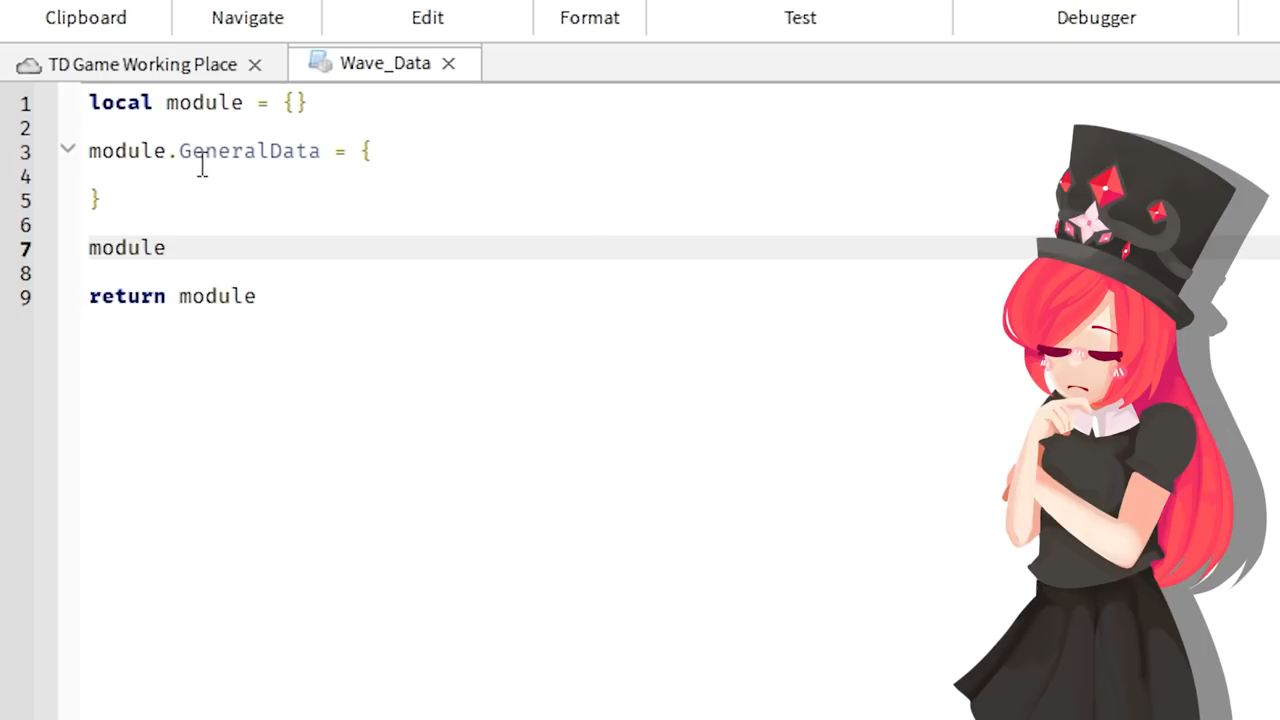 Clipboard Navigate Edit Format Test Debugger
TD Game Working Place Wave_Data
1 local module = {}
2
3 module.GeneralData = {
4
5 }
6
7 module
8
9 return module